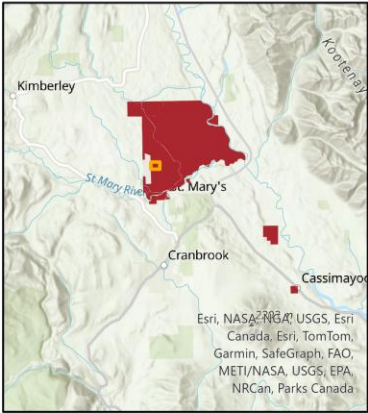 Kootenay
Kimberley
St Mary River
St. Mary's
Cranbrook
Cassimayoo
Esri, NASA, NGA, USGS, Esri
Canada, Esri, TomTom,
Garmin, SafeGraph, FAO,
METI/NASA, USGS, EPA,
NRCan, Parks Canada